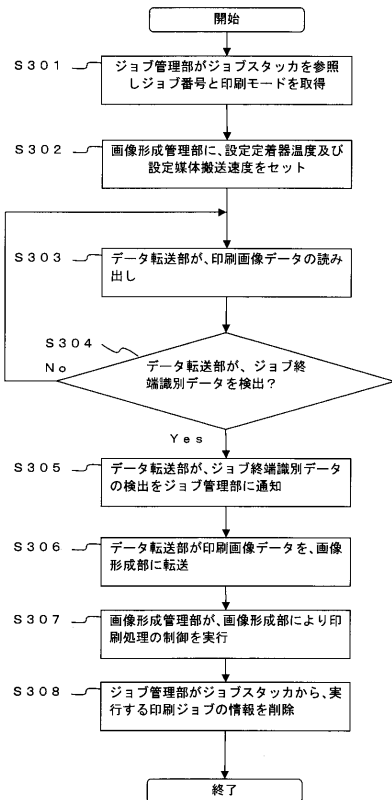 開始
S301
ジョブ管理部がジョブスタッカを参照
しジョブ番号と印刷モードを取得
S302
画像形成管理部に、設定定着器温度及び
設定媒体搬送速度をセット
S303
データ転送部が、印刷画像データの読み
出し
S304
データ転送部が、ジョブ終
端識別データを検出？
No
Yes
S305
データ転送部が、ジョブ終端識別データ
の検出をジョブ管理部に通知
S306
データ転送部が印刷画像データを、画像
形成部に転送
S307
画像形成管理部が、画像形成部により印
刷処理の制御を実行
S308
ジョブ管理部がジョブスタッカから、実
行する印刷ジョブの情報を削除
終了